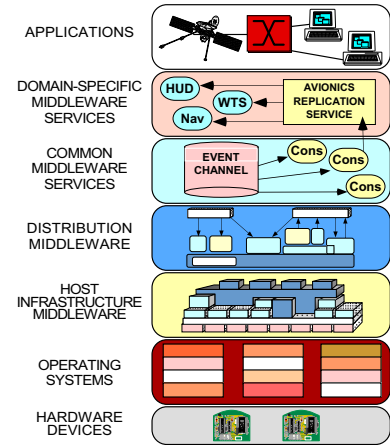 APPLICATIONS
DOMAIN-SPECIFIC
MIDDLEWARE
SERVICES
HUD
WTS
Nav
AVIONICS
REPLICATION
SERVICE
COMMON
MIDDLEWARE
SERVICES
EVENT
CHANNEL
Cons
Cons
Cons
DISTRIBUTION
MIDDLEWARE
HOST
INFRASTRUCTURE
MIDDLEWARE
OPERATING
SYSTEMS
HARDWARE
DEVICES